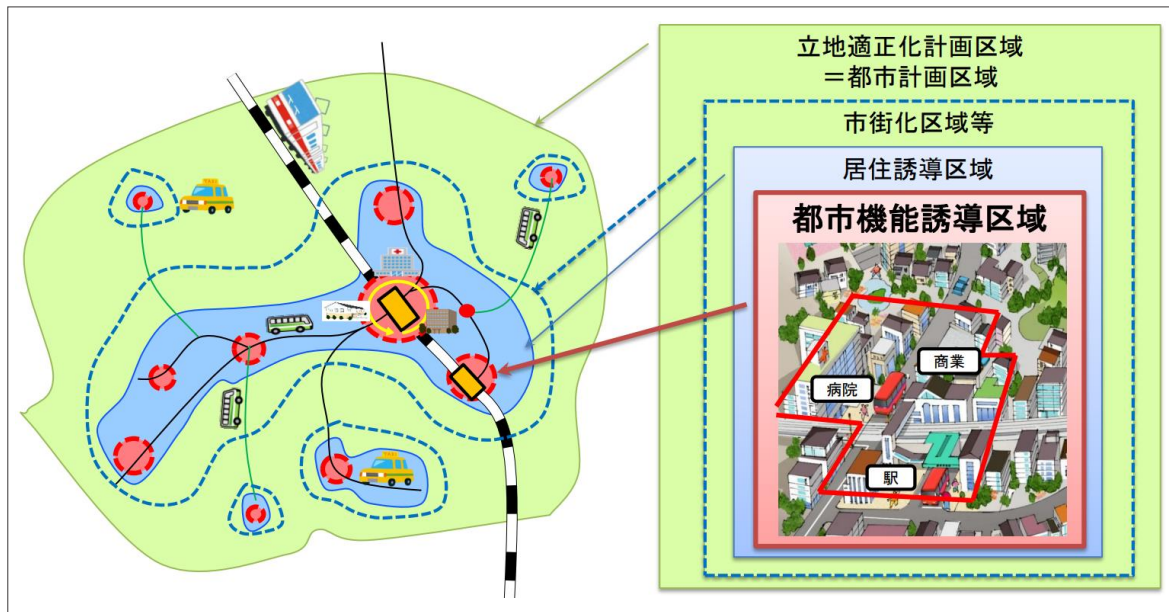 立地適正化計画区域
＝都市計画区域
市街化区域等
居住誘導区域
都市機能誘導区域
商業
病院
駅